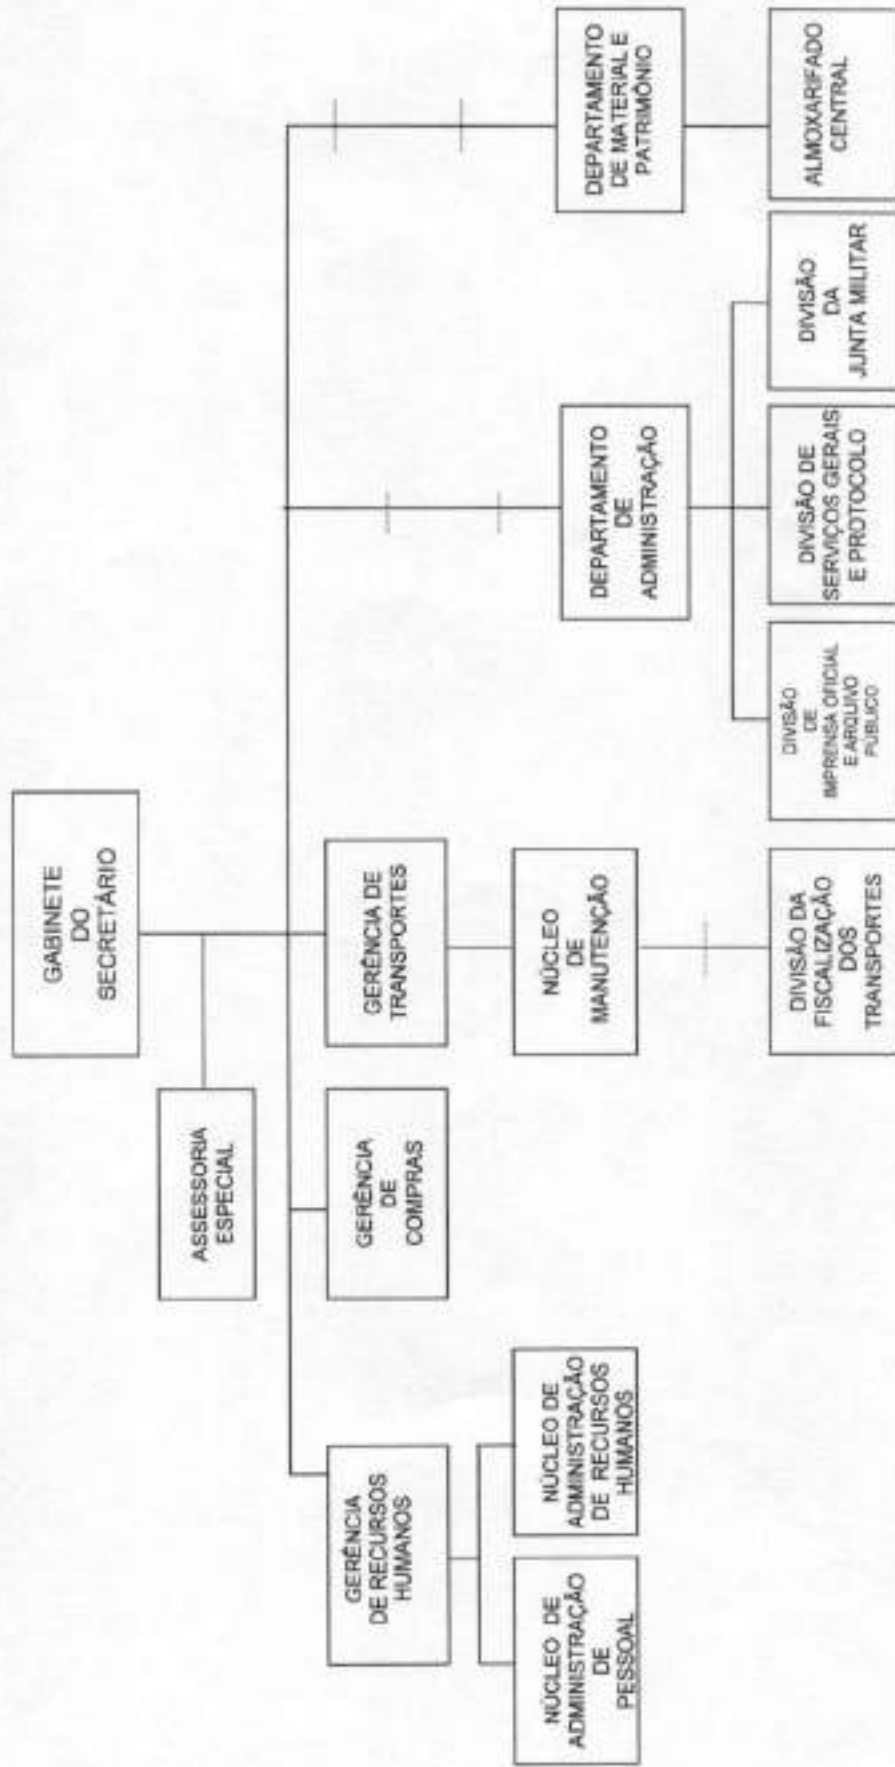 GABINETE
DO
SECRETÁRIO
ASSESSORIA
ESPECIAL
GERÊNCIA
DE RECURSOS
HUMANOS
GERÊNCIA
DE
COMPRAS
GERÊNCIA DE
TRANSPORTES
NÚCLEO DE
ADMINISTRAÇÃO
DE
PESSOAL
NÚCLEO DE
ADMINISTRAÇÃO
DE RECURSOS
HUMANOS
NÚCLEO
DE
MANUTENÇÃO
DEPARTAMENTO
DE
ADMINISTRAÇÃO
DEPARTAMENTO
DE MATERIAL E
PATRIMÔNIO
DIVISÃO DA
FISCALIZAÇÃO
DOS
TRANSPORTES
DIVISÃO
DE
IMPRENSA OFICIAL
E ARQUIVO
PÚBLICO
DIVISÃO DE
SERVIÇOS GERAIS
E PROTOCOLO
DIVISÃO
DA
JUNTA MILITAR
ALMOXARIFADO
CENTRAL